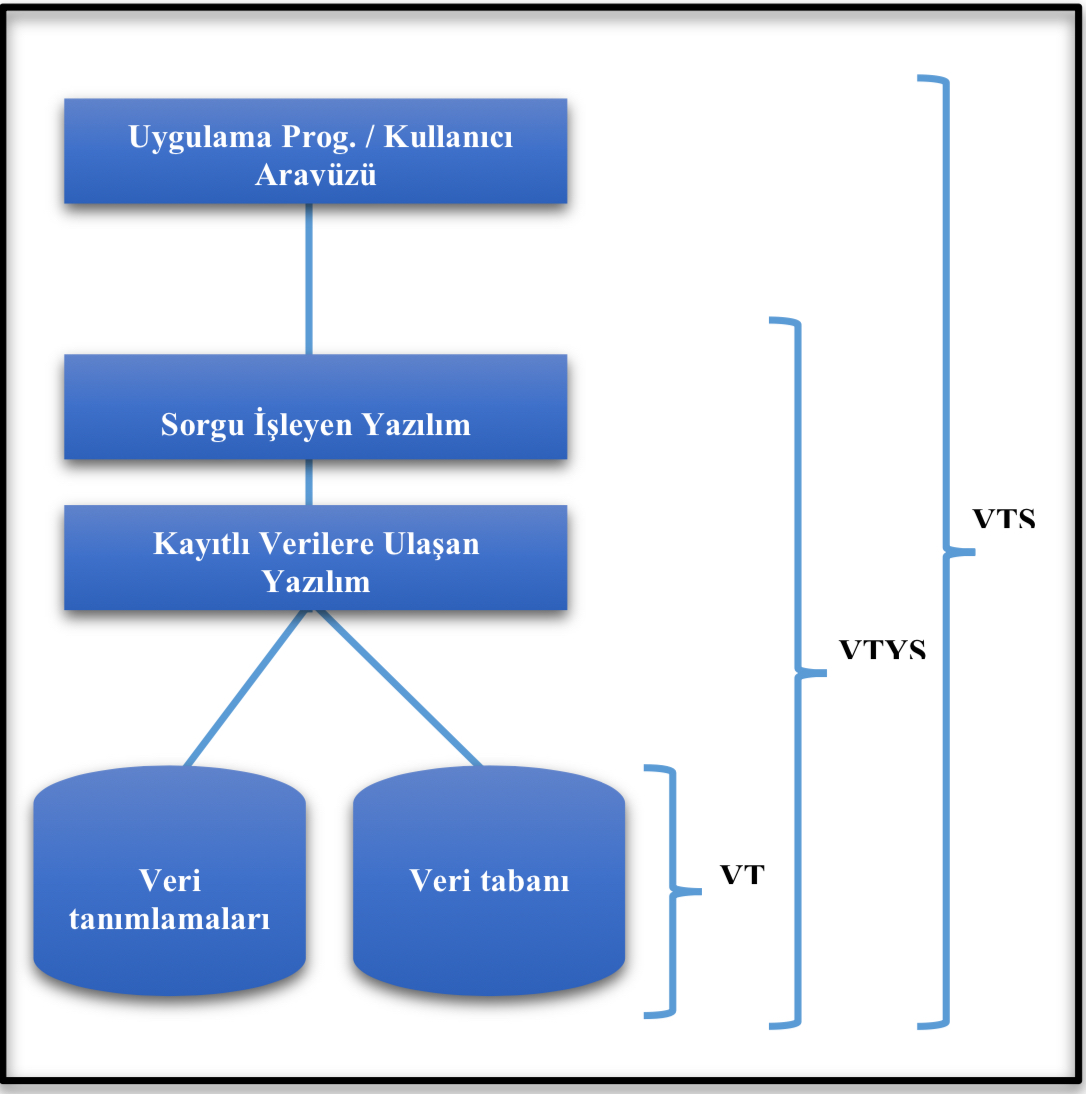 Uygulama Prog. / Kullanıcı
Aravüzü
Sorgu İşleyen Yazılım
Kayıtlı Verilere Ulaşan
Yazılım
VTS
VTYS
Veri
tanımlamaları
Veri tabanı
VT